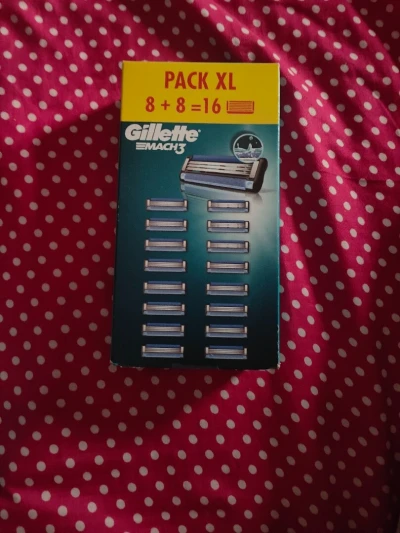 PACK XL
8 + 8 = 16
Gillette
MACH3